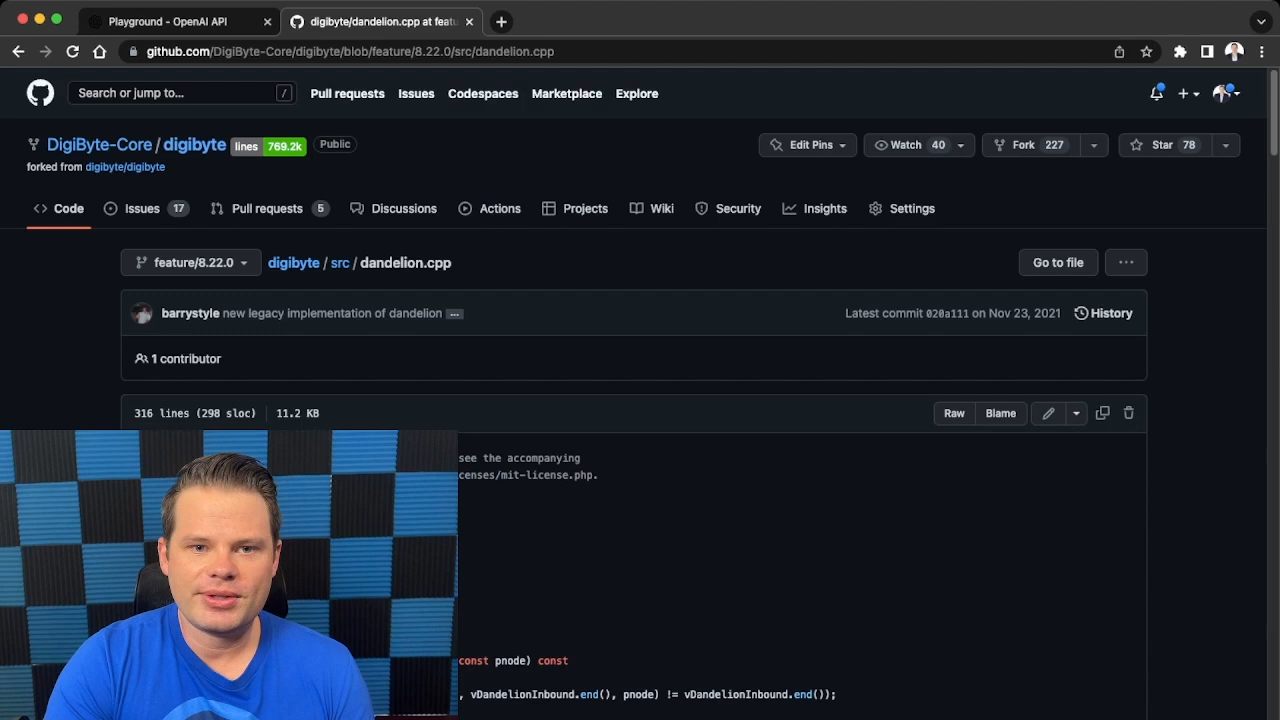 Playground - OpenAI API
digibyte/dandelion.cpp at featu
github.com/DigiByte-Core/digibyte/blob/feature/8.22.0/src/dandelion.cpp
Search or jump to... /
Pull requests Issues Codespaces Marketplace Explore
DigiByte-Core / digibyte lines 769.2k Public
Edit Pins Watch 40 Fork 227 Star 78
forked from digibyte/digibyte
Code Issues 17 Pull requests 5 Discussions Actions Projects Wiki Security Insights Settings
feature/8.22.0 digibyte / src / dandelion.cpp Go to file ...
barrystyle new legacy implementation of dandelion ... Latest commit 020a111 on Nov 23, 2021 History
1 contributor
316 lines (298 sloc) 11.2 KB Raw Blame
see the accompanying
censes/mit-license.php.
const pnode) const
, vDandelionInbound.end(), pnode) != vDandelionInbound.end());